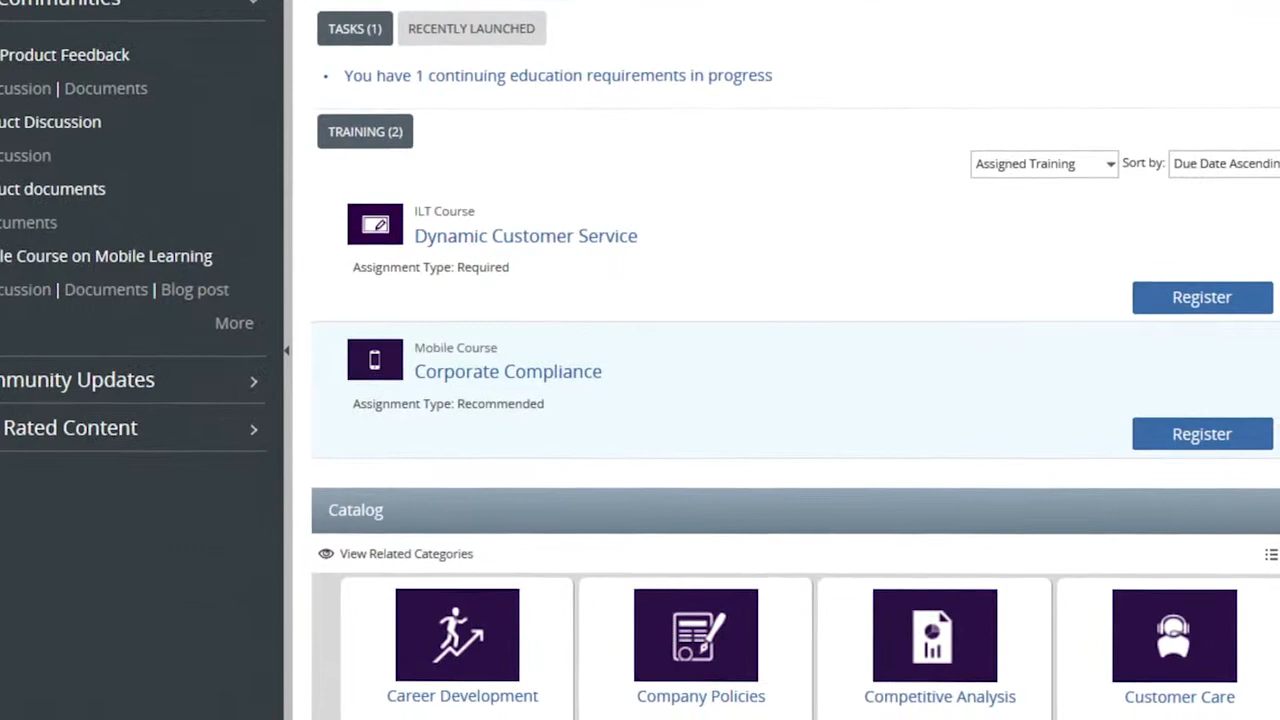 Communities
Product Feedback
cussion | Documents
uct Discussion
cussion
uct documents
cuments
le Course on Mobile Learning
cussion | Documents | Blog post
More
mmunity Updates
Rated Content
TASKS (1)
RECENTLY LAUNCHED
You have 1 continuing education requirements in progress
TRAINING (2)
Assigned Training
Sort by:
Due Date Ascendin
ILT Course
Dynamic Customer Service
Assignment Type: Required
Register
Mobile Course
Corporate Compliance
Assignment Type: Recommended
Register
Catalog
View Related Categories
Career Development
Company Policies
Competitive Analysis
Customer Care